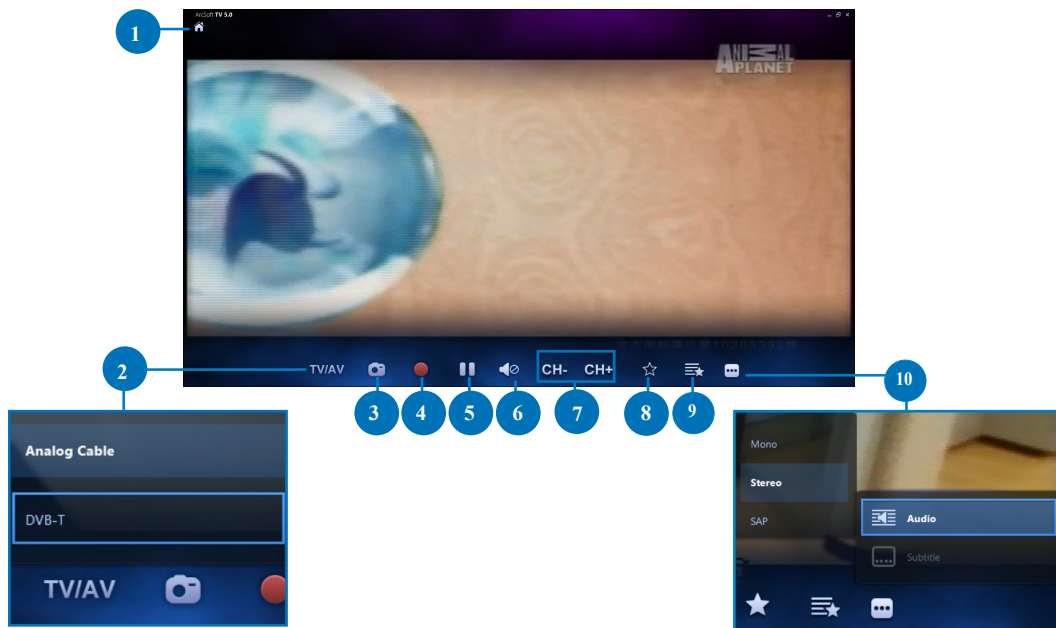 ArcSoft TV 5.0
1
ANIMAL
PLANET
2
TV/AV
CH-
CH+
10
3
4
5
6
7
8
9
Analog Cable
DVB-T
TV/AV
Mono
Stereo
SAP
Audio
Subtitle